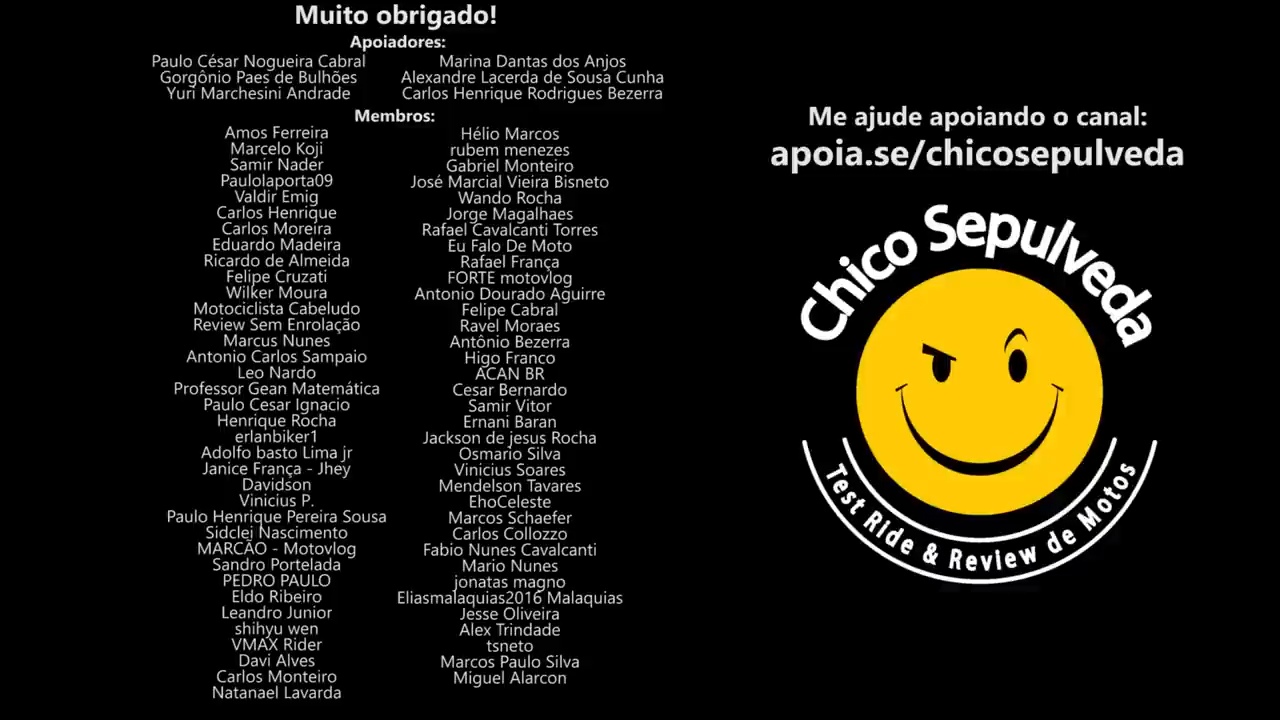 Muito obrigado!
Apoiadores:
Paulo César Nogueira Cabral
Gorgônio Paes de Bulhões
Yuri Marchesini Andrade
Marina Dantas dos Anjos
Alexandre Lacerda de Sousa Cunha
Carlos Henrique Rodrigues Bezerra
Membros:
Amos Ferreira
Marcelo Koji
Samir Nader
Paulolaporta09
Valdir Emig
Carlos Henrique
Carlos Moreira
Eduardo Madeira
Ricardo de Almeida
Felipe Cruzati
Wilker Moura
Motociclista Cabeludo
Review Sem Enrolação
Marcus Nunes
Antonio Carlos Sampaio
Leo Nardo
Professor Gean Matemática
Paulo Cesar Ignacio
Henrique Rocha
erlanbiker1
Adolfo basto Lima jr
Janice França - Jhey
Davidson
Vinicius P.
Paulo Henrique Pereira Sousa
Sidclei Nascimento
MARCÃO - Motovlog
Sandro Portelada
PEDRO PAULO
Eldo Ribeiro
Leandro Junior
shihyu wen
VMAX Rider
Davi Alves
Carlos Monteiro
Natanael Lavarda
Hélio Marcos
rubem menezes
Gabriel Monteiro
José Marcial Vieira Bisneto
Wando Rocha
Jorge Magalhaes
Rafael Cavalcanti Torres
Eu Falo De Moto
Rafael França
FORTE motovlog
Antonio Dourado Aguirre
Felipe Cabral
Ravel Moraes
Antônio Bezerra
Higo Franco
ACAN BR
Cesar Bernardo
Samir Vitor
Ernani Baran
Jackson de jesus Rocha
Osmario Silva
Vinicius Soares
Mendelson Tavares
EhoCeleste
Marcos Schaefer
Carlos Collozzo
Fabio Nunes Cavalcanti
Mario Nunes
jonatas magno
Eliasmalaquias2016 Malaquias
Jesse Oliveira
Alex Trindade
tsneto
Marcos Paulo Silva
Miguel Alarcon
Me ajude apoiando o canal:
apoia.se/chicosepulveda
Chico Sepulveda
Test Ride & Review de Motos